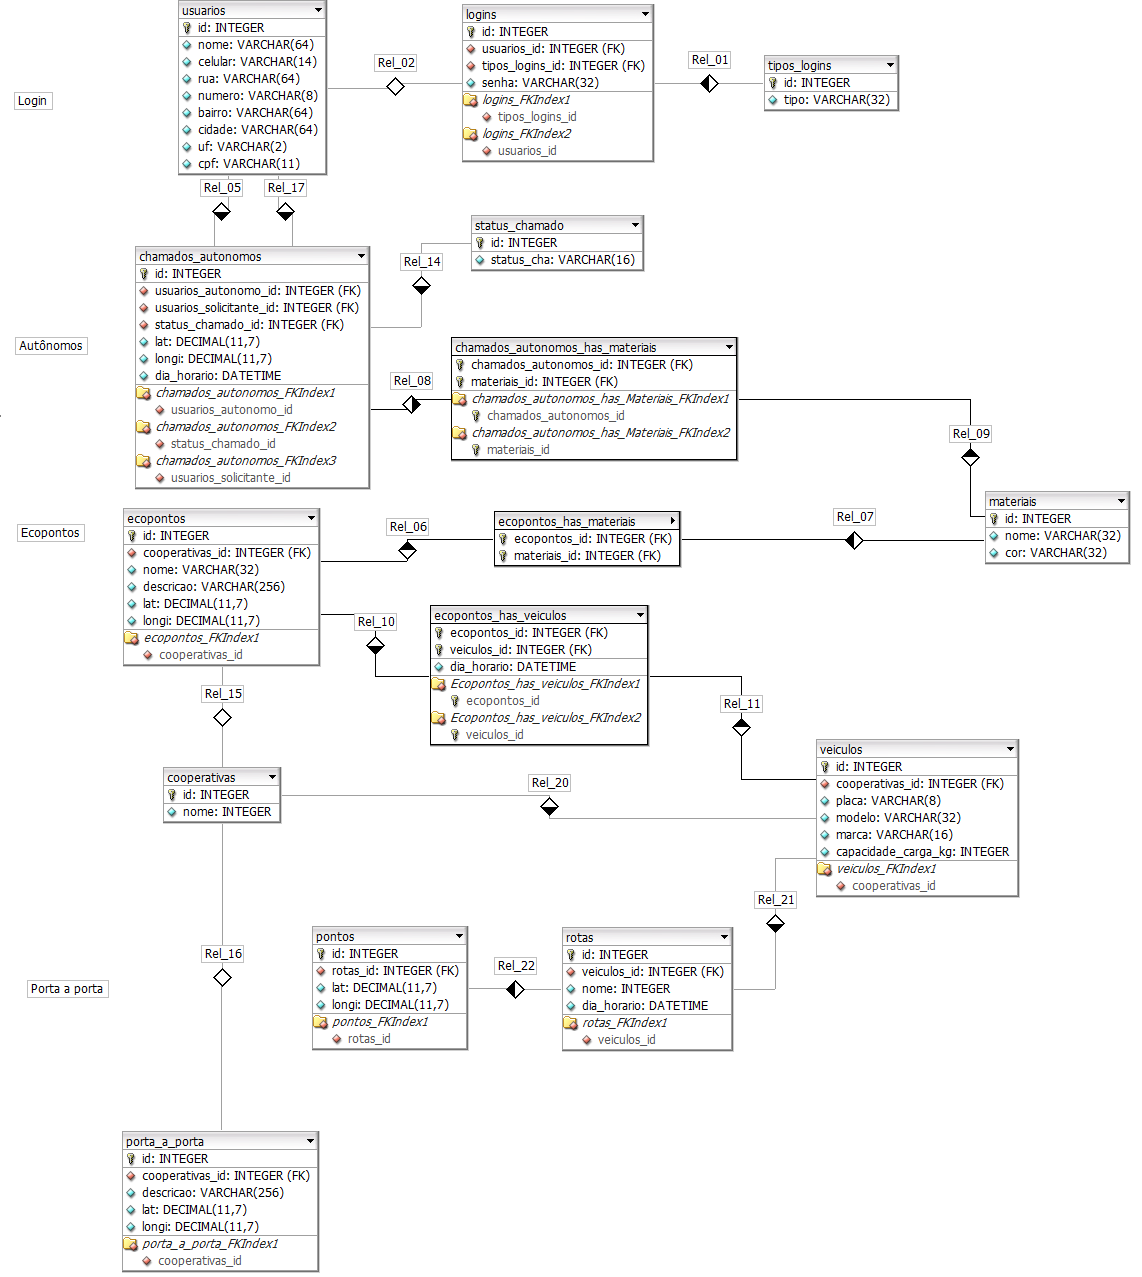 usuarios
id: INTEGER
nome: VARCHAR(64)
celular: VARCHAR(14)
rua: VARCHAR(64)
numero: VARCHAR(8)
bairro: VARCHAR(64)
cidade: VARCHAR(64)
uf: VARCHAR(2)
cpf: VARCHAR(11)
Rel_02
logins
id: INTEGER
usuarios_id: INTEGER (FK)
tipos_logins_id: INTEGER (FK)
senha: VARCHAR(32)
logins_FKIndex1
tipos_logins_id
logins_FKIndex2
usuarios_id
Rel_01
tipos_logins
id: INTEGER
tipo: VARCHAR(32)
Login
Rel_05
Rel_17
status_chamado
id: INTEGER
status_cha: VARCHAR(16)
Rel_14
chamados_autonomos
id: INTEGER
usuarios_autonomo_id: INTEGER (FK)
usuarios_solicitante_id: INTEGER (FK)
status_chamado_id: INTEGER (FK)
lat: DECIMAL(11,7)
longi: DECIMAL(11,7)
dia_horario: DATETIME
chamados_autonomos_FKIndex1
usuarios_autonomo_id
chamados_autonomos_FKIndex2
status_chamado_id
chamados_autonomos_FKIndex3
usuarios_solicitante_id
Autônomos
Rel_08
chamados_autonomos_has_materiais
chamados_autonomos_id: INTEGER (FK)
materiais_id: INTEGER (FK)
chamados_autonomos_has_Materiais_FKIndex1
chamados_autonomos_id
chamados_autonomos_has_Materiais_FKIndex2
materiais_id
Rel_09
materiais
id: INTEGER
nome: VARCHAR(32)
cor: VARCHAR(32)
Ecopontos
ecopontos
id: INTEGER
cooperativas_id: INTEGER (FK)
nome: VARCHAR(32)
descricao: VARCHAR(256)
lat: DECIMAL(11,7)
longi: DECIMAL(11,7)
ecopontos_FKIndex1
cooperativas_id
Rel_06
ecopontos_has_materiais
ecopontos_id: INTEGER (FK)
materiais_id: INTEGER (FK)
Rel_07
Rel_10
ecopontos_has_veiculos
ecopontos_id: INTEGER (FK)
veiculos_id: INTEGER (FK)
dia_horario: DATETIME
Ecopontos_has_veiculos_FKIndex1
ecopontos_id
Ecopontos_has_veiculos_FKIndex2
veiculos_id
Rel_11
Rel_15
cooperativas
id: INTEGER
nome: INTEGER
Rel_20
veiculos
id: INTEGER
cooperativas_id: INTEGER (FK)
placa: VARCHAR(8)
modelo: VARCHAR(32)
marca: VARCHAR(16)
capacidade_carga_kg: INTEGER
veiculos_FKIndex1
cooperativas_id
Rel_21
Rel_16
pontos
id: INTEGER
rotas_id: INTEGER (FK)
lat: DECIMAL(11,7)
longi: DECIMAL(11,7)
pontos_FKIndex1
rotas_id
Rel_22
rotas
id: INTEGER
veiculos_id: INTEGER (FK)
nome: INTEGER
dia_horario: DATETIME
rotas_FKIndex1
veiculos_id
Porta a porta
porta_a_porta
id: INTEGER
cooperativas_id: INTEGER (FK)
descricao: VARCHAR(256)
lat: DECIMAL(11,7)
longi: DECIMAL(11,7)
porta_a_porta_FKIndex1
cooperativas_id